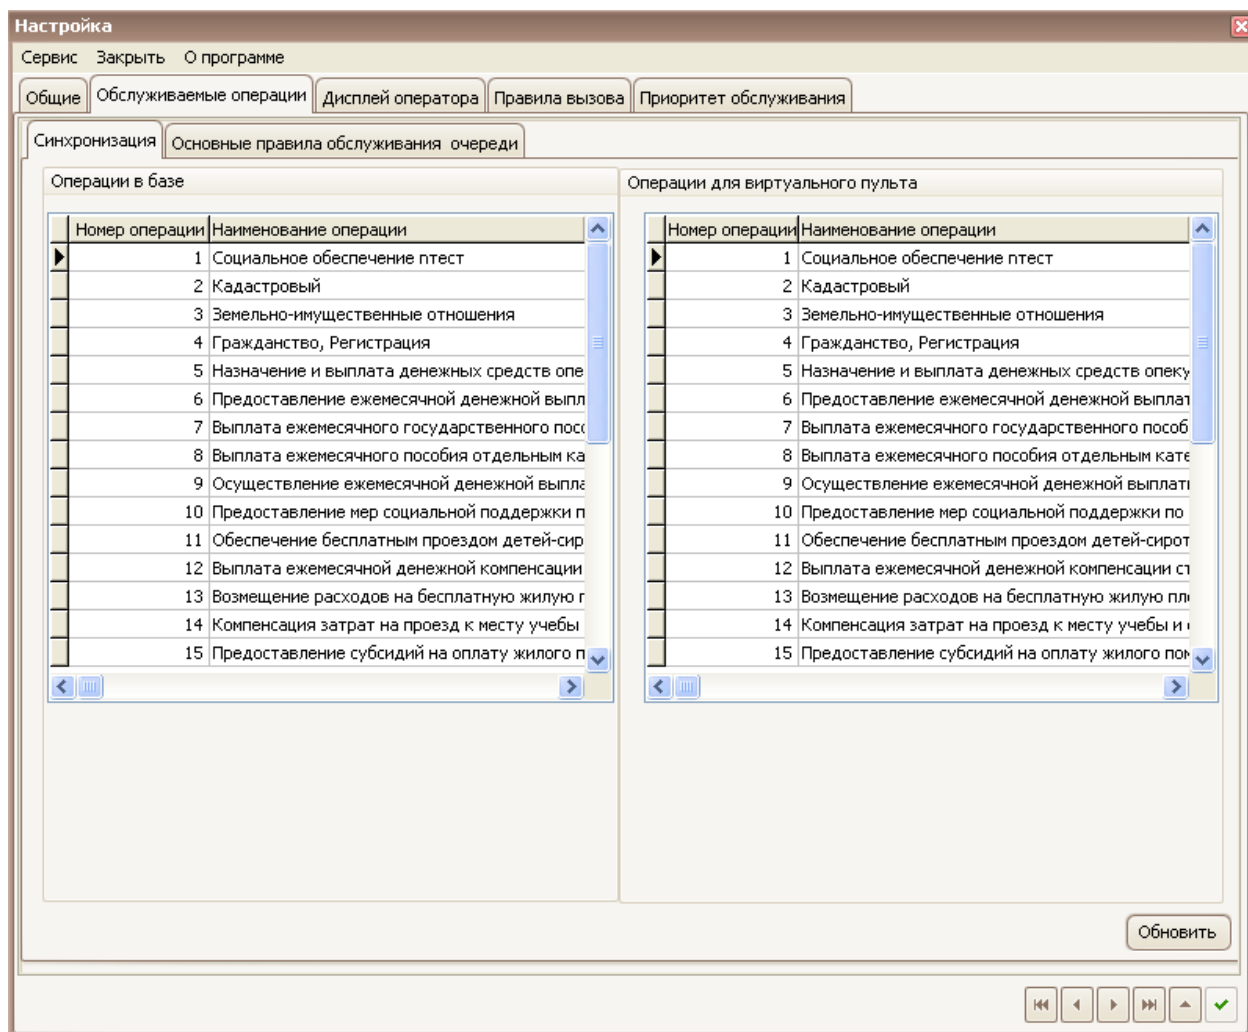 Настройка
Сервис Закрыть О программе
Общие Обслуживаемые операции Дисплей оператора Правила вызова Приоритет обслуживания
Синхронизация Основные правила обслуживания очереди
Операции в базе
Номер операции Наименование операции
1 Социальное обеспечение птест
2 Кадастровый
3 Земельно-имущественные отношения
4 Гражданство, Регистрация
5 Назначение и выплата денежных средств опе
6 Предоставление ежемесячной денежной выпл
7 Выплата ежемесячного государственного посо
8 Выплата ежемесячного пособия отдельным ка
9 Осуществление ежемесячной денежной выпла
10 Предоставление мер социальной поддержки п
11 Обеспечение бесплатным проездом детей-сир
12 Выплата ежемесячной денежной компенсации
13 Возмещение расходов на бесплатную жилую п
14 Компенсация затрат на проезд к месту учебы
15 Предоставление субсидий на оплату жилого п
Операции для виртуального пульта
Номер операции Наименование операции
1 Социальное обеспечение птест
2 Кадастровый
3 Земельно-имущественные отношения
4 Гражданство, Регистрация
5 Назначение и выплата денежных средств опеку
6 Предоставление ежемесячной денежной выплат
7 Выплата ежемесячного государственного пособ
8 Выплата ежемесячного пособия отдельным кате
9 Осуществление ежемесячной денежной выплаты
10 Предоставление мер социальной поддержки по
11 Обеспечение бесплатным проездом детей-сирот
12 Выплата ежемесячной денежной компенсации ст
13 Возмещение расходов на бесплатную жилую пло
14 Компенсация затрат на проезд к месту учебы и о
15 Предоставление субсидий на оплату жилого пом
Обновить